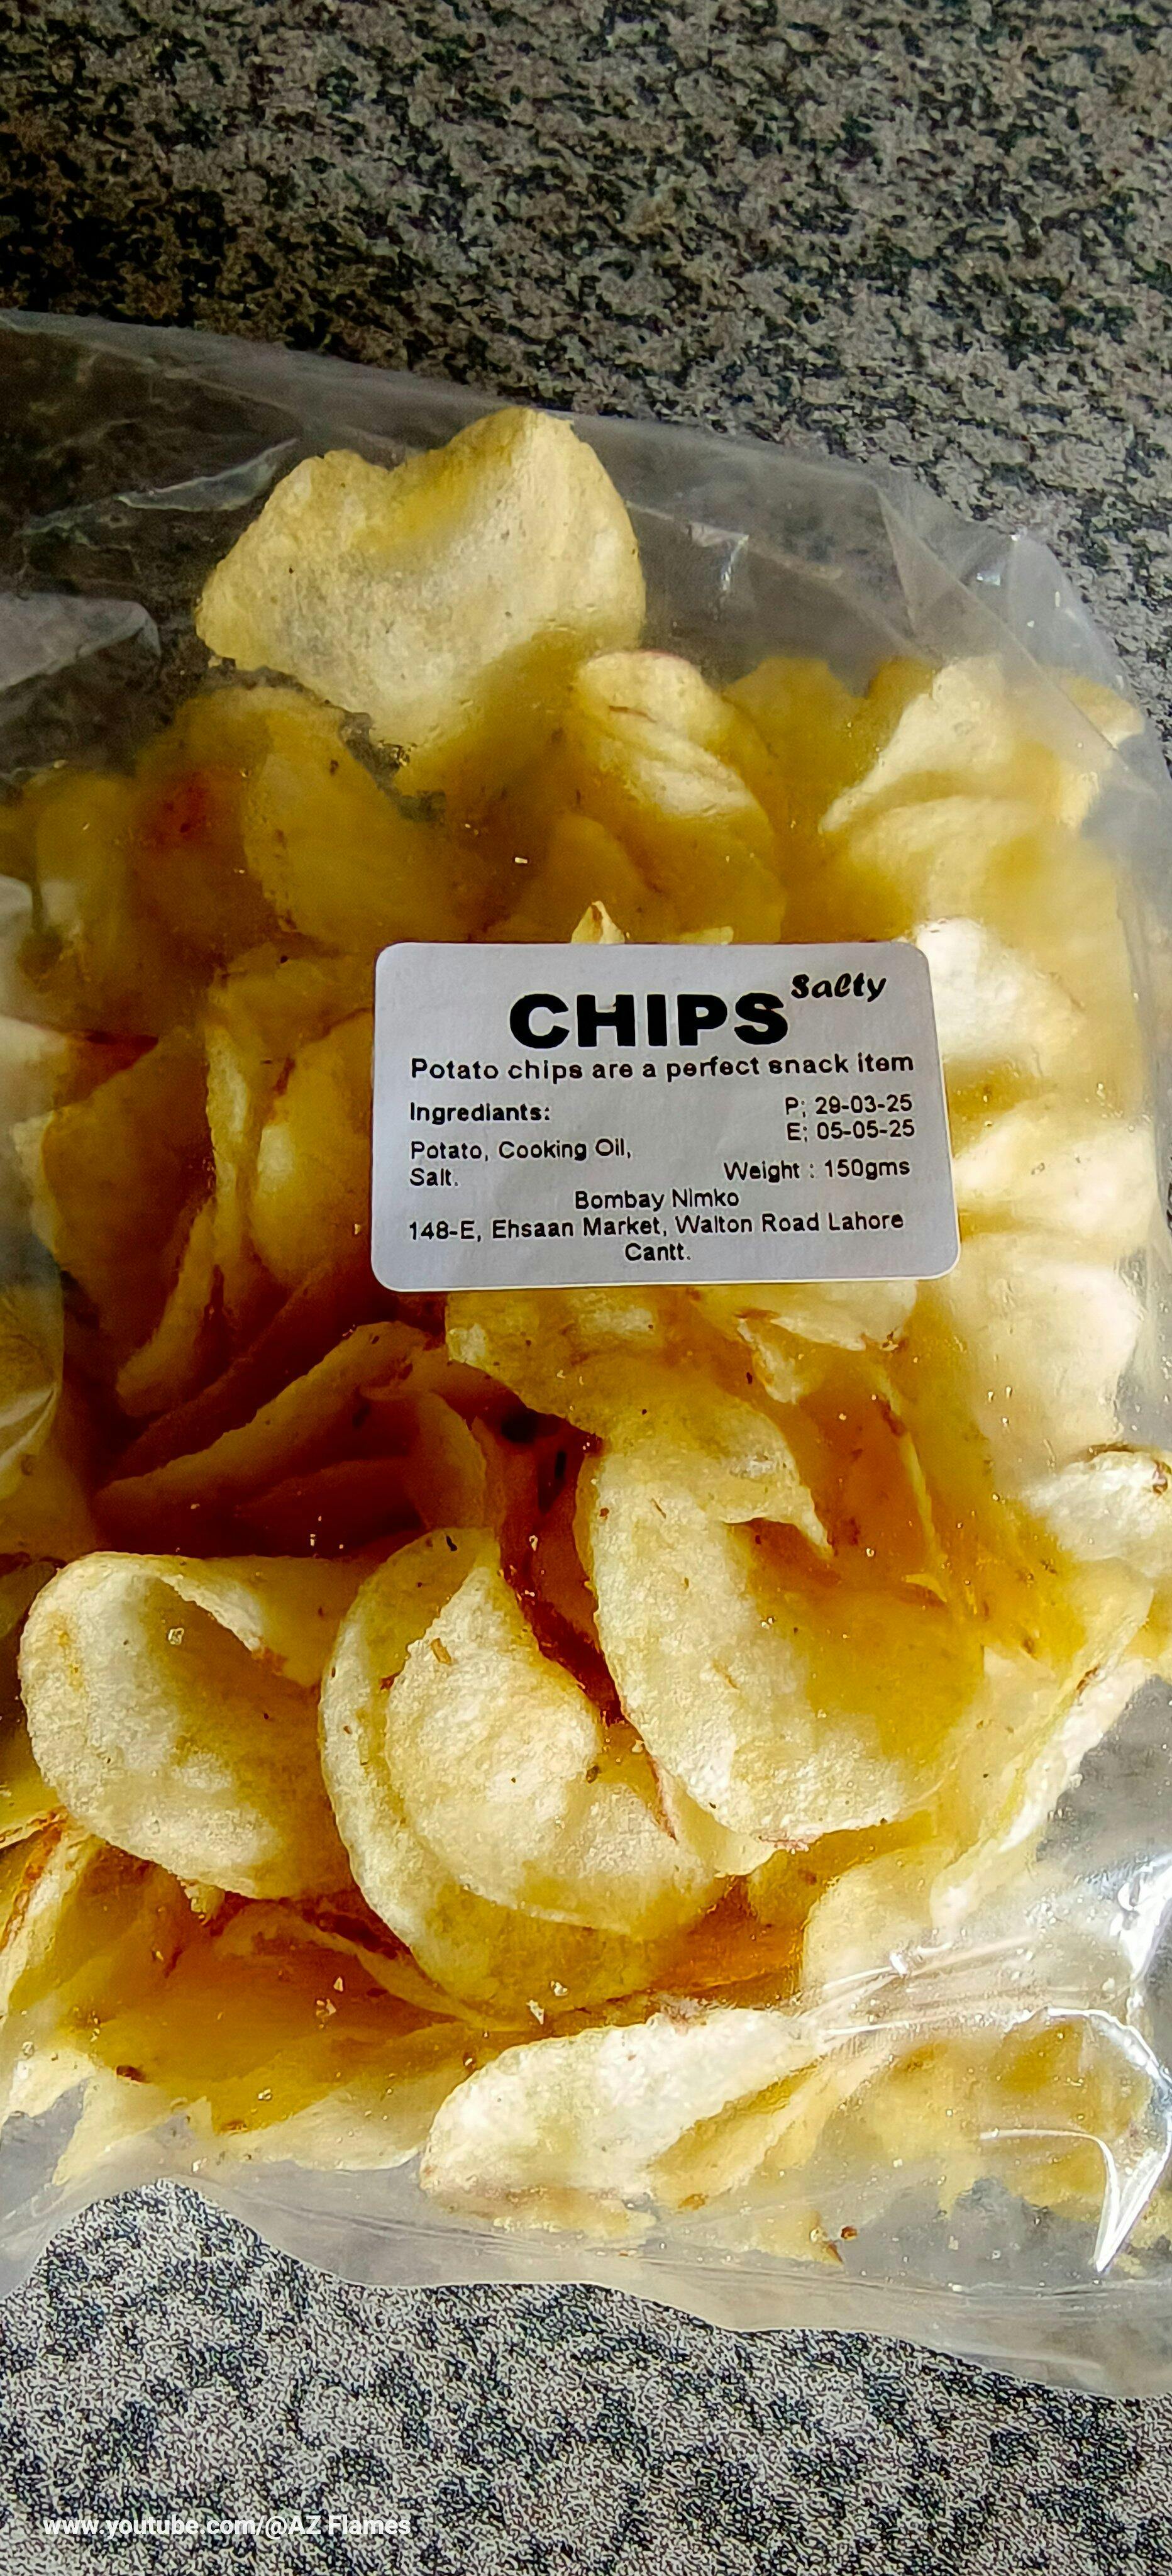 CHIPS Salty
Potato chips are a perfect snack item
Ingrediants:
P; 29-03-25
E; 05-05-25
Potato, Cooking Oil,
Salt.
Weight : 150gms
Bombay Nimko
148-E, Ehsaan Market, Walton Road Lahore
Cantt.
www.youtube.com/@AZ Flames